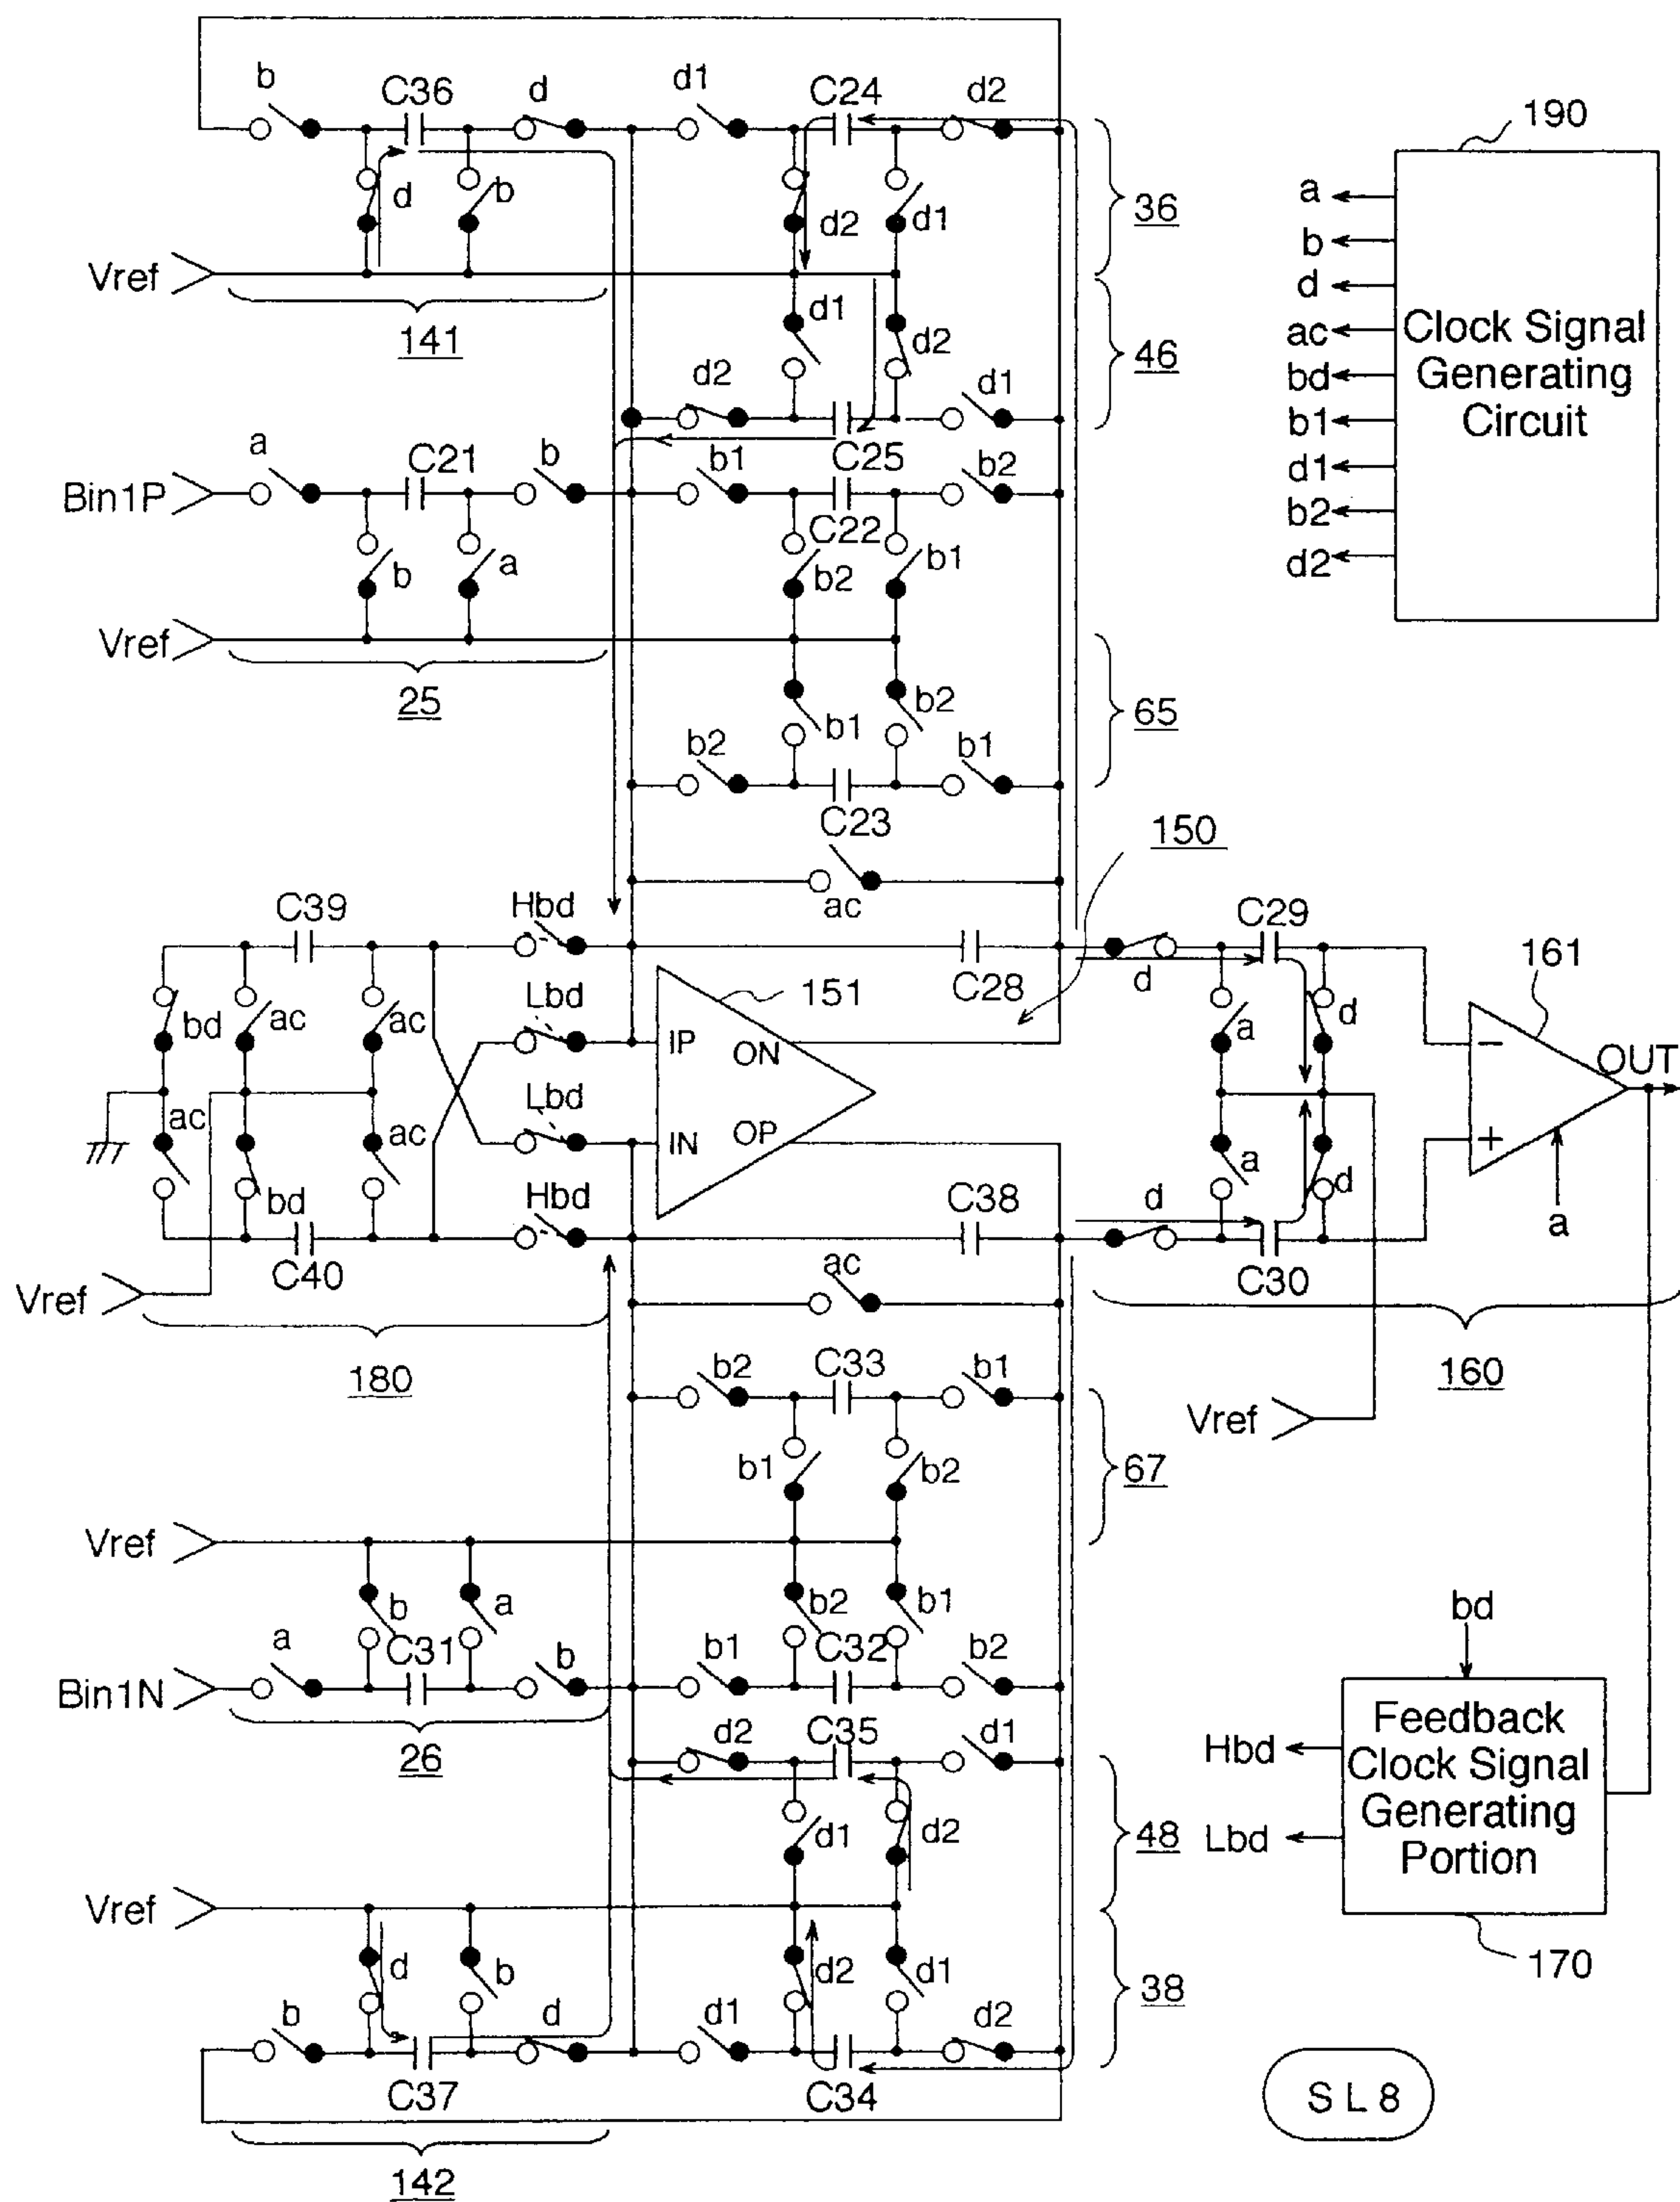 b C36 d d1 C24 d2
190
d b d2 d1 36
a
b
d
ac
bd
b1
d1
b2
d2
Clock Signal
Generating
Circuit
Vref
141
d1 d2 46
d2 C25 d1
Bin1P a C21 b b1 C22 b2
b a b2 b1
Vref
25
b1 b2 65
b2 C23 b1
ac
150
C39 Hbd C28 d C29
161
bd ac ac Lbd 151 a d
IP ON
IN OP
OUT
ac ac Lbd a d
bd C40 Hbd C38 d C30
a
Vref
180
ac
160
Vref
b2 C33 b1
b1 b2 67
Vref
b a b2 b1
Bin1N a C31 b b1 C32 b2
26
d2 C35 d1
d1 d2 48
bd
Feedback
Clock Signal
Generating
Portion
Hbd
Lbd
170
Vref
d b d2 d1 38
b C37 d d1 C34 d2
142
SL8
− +